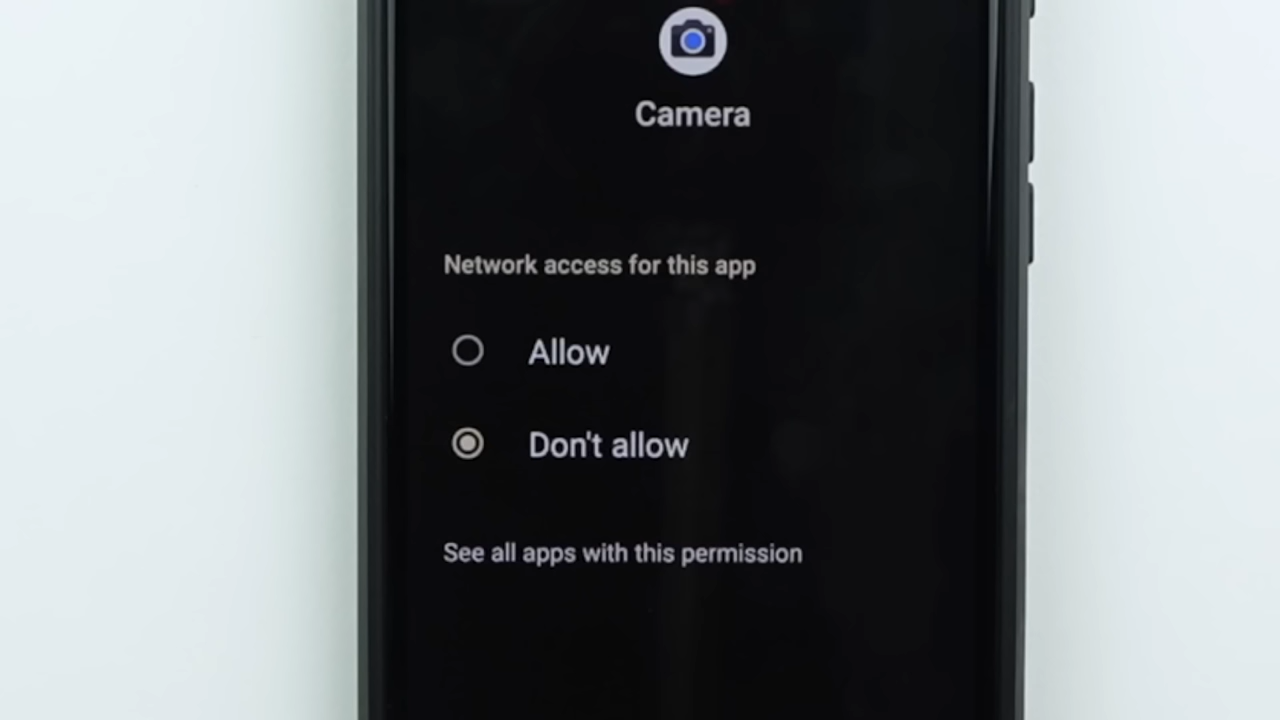 Camera
Network access for this app
Allow
Don't allow
See all apps with this permission